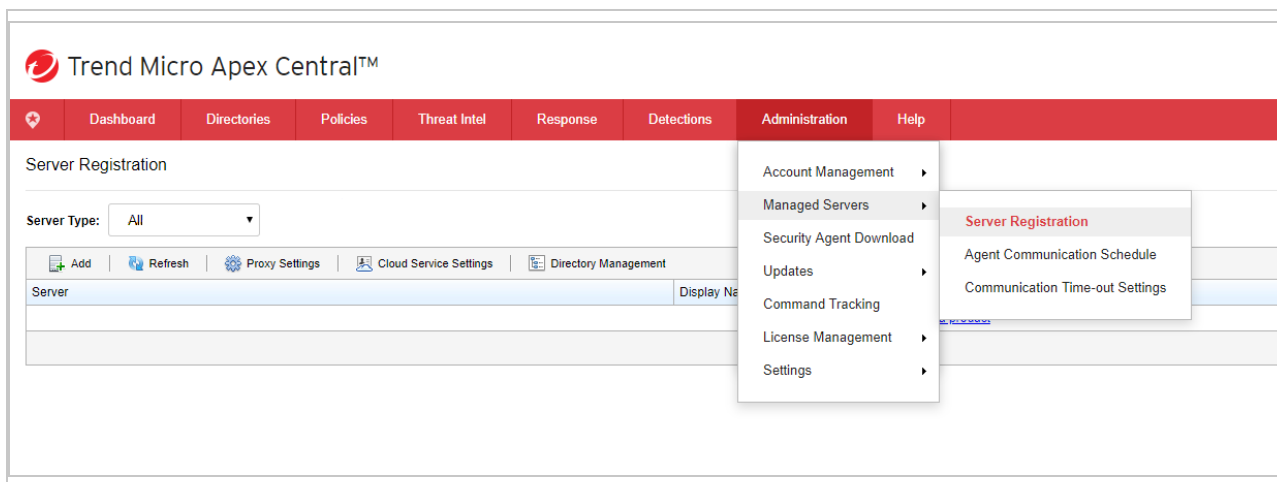 Trend Micro Apex Central™
Dashboard Directories Policies Threat Intel Response Detections Administration Help
Server Registration
Server Type: All
Add Refresh Proxy Settings Cloud Service Settings Directory Management
Server Display Na
product
Account Management
Managed Servers
Security Agent Download
Updates
Command Tracking
License Management
Settings
Server Registration
Agent Communication Schedule
Communication Time-out Settings